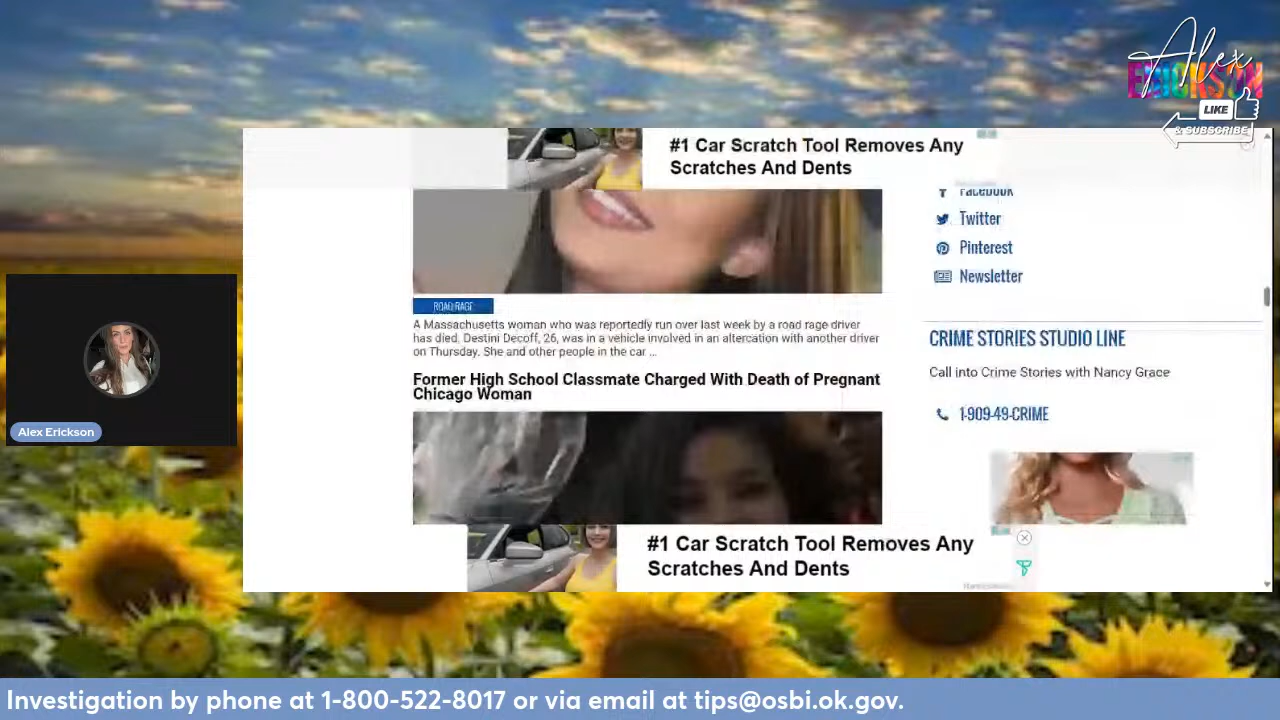 Alex
ERICKSON
LIKE
& SUBSCRIBE
#1 Car Scratch Tool Removes Any
Scratches And Dents
Facebook
Twitter
Pinterest
Newsletter
ROAD RAGE
A Massachusetts woman who was reportedly run over last week by a road rage driver
has died. Destini Decoff, 26, was in a vehicle involved in an altercation with another driver
on Thursday. She and other people in the car ...
Former High School Classmate Charged With Death of Pregnant
Chicago Woman
CRIME STORIES STUDIO LINE
Call into Crime Stories with Nancy Grace
1-909-49-CRIME
Alex Erickson
#1 Car Scratch Tool Removes Any
Scratches And Dents
Investigation by phone at 1-800-522-8017 or via email at tips@osbi.ok.gov.